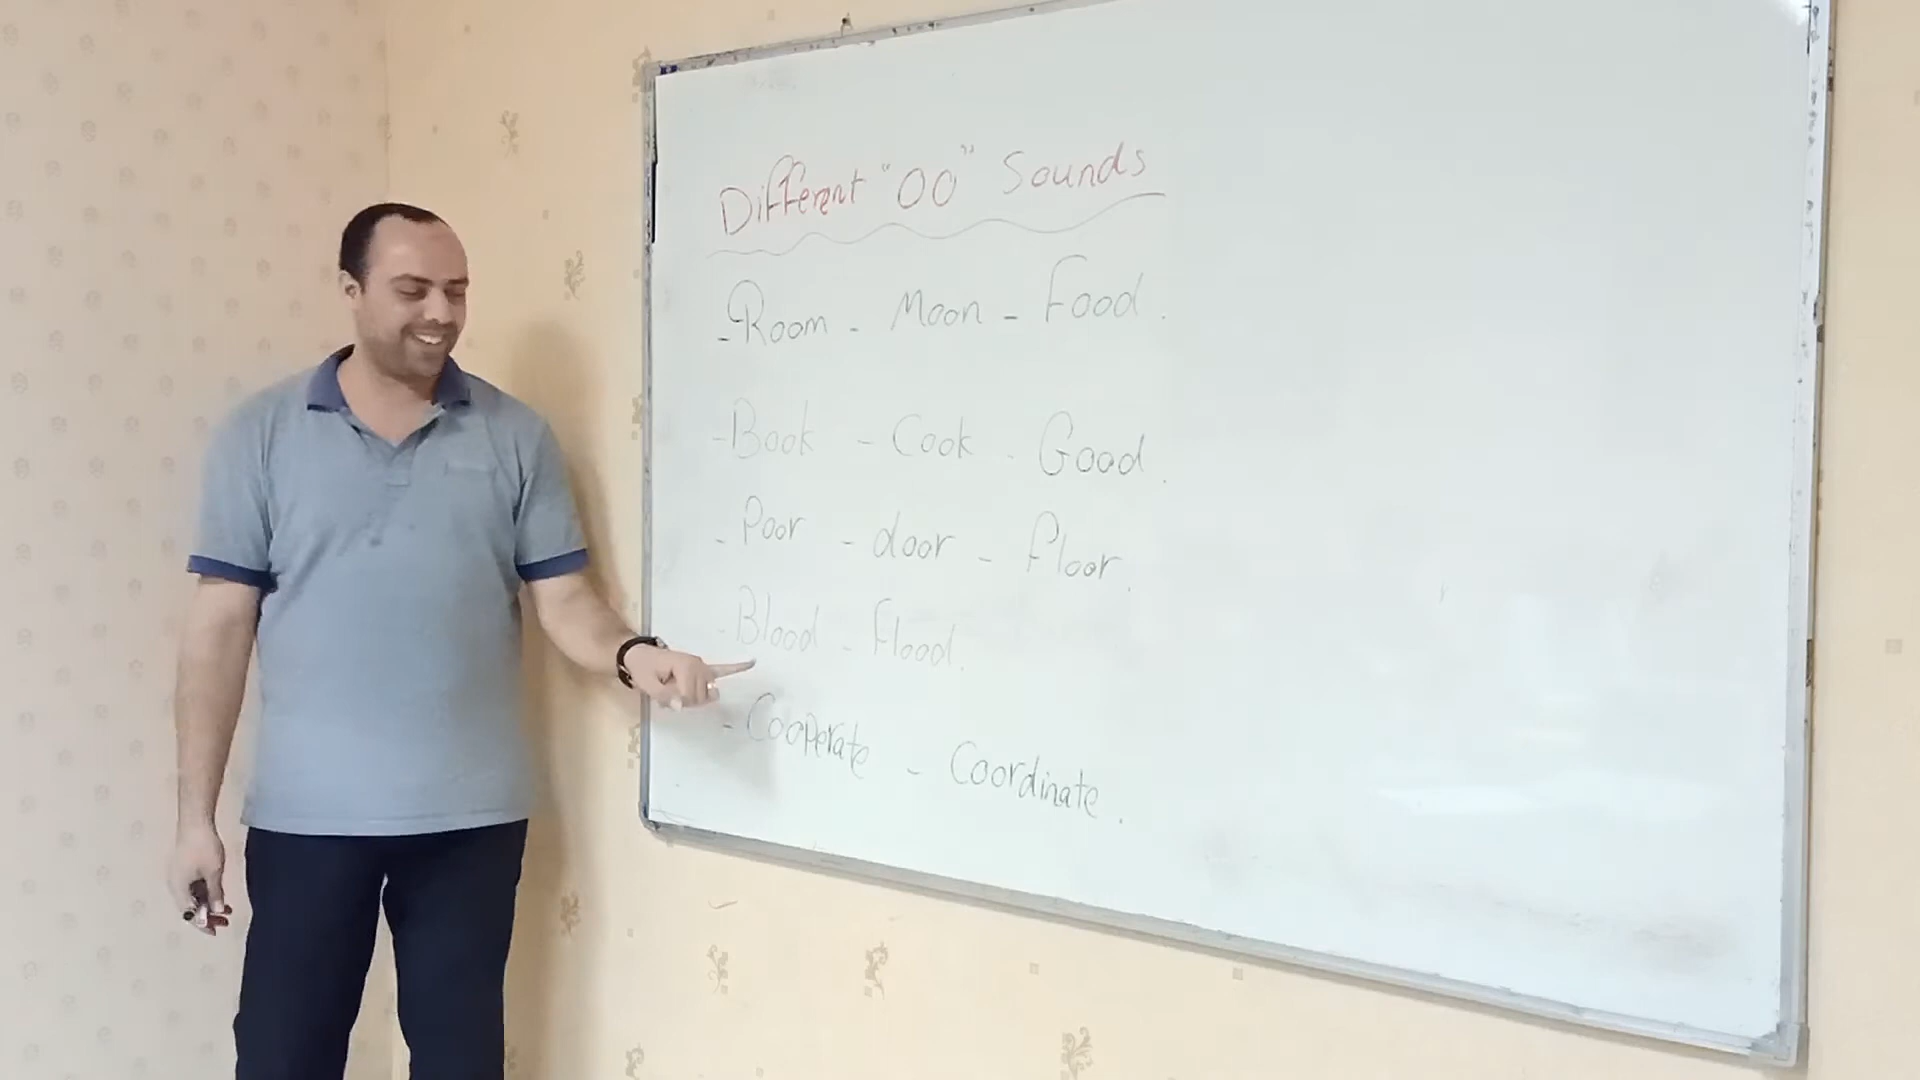 Different "OO" Sounds
- Room - Moon - Food.
- Book - Cook - Good.
- Poor - door - floor.
- Blood - Flood.
- Cooperate - Coordinate.